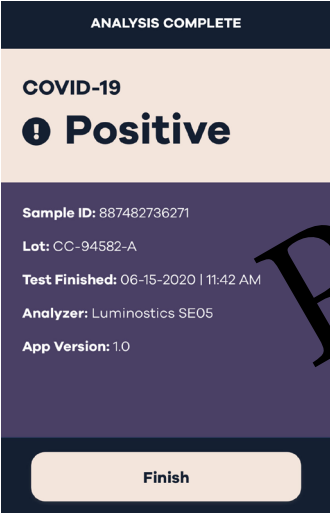 ANALYSIS COMPLETE
COVID-19
! Positive
Sample ID: 887482736271
Lot: CC-94582-A
Test Finished: 06-15-2020 | 11:42 AM
Analyzer: Luminostics SE05
App Version: 1.0
Finish